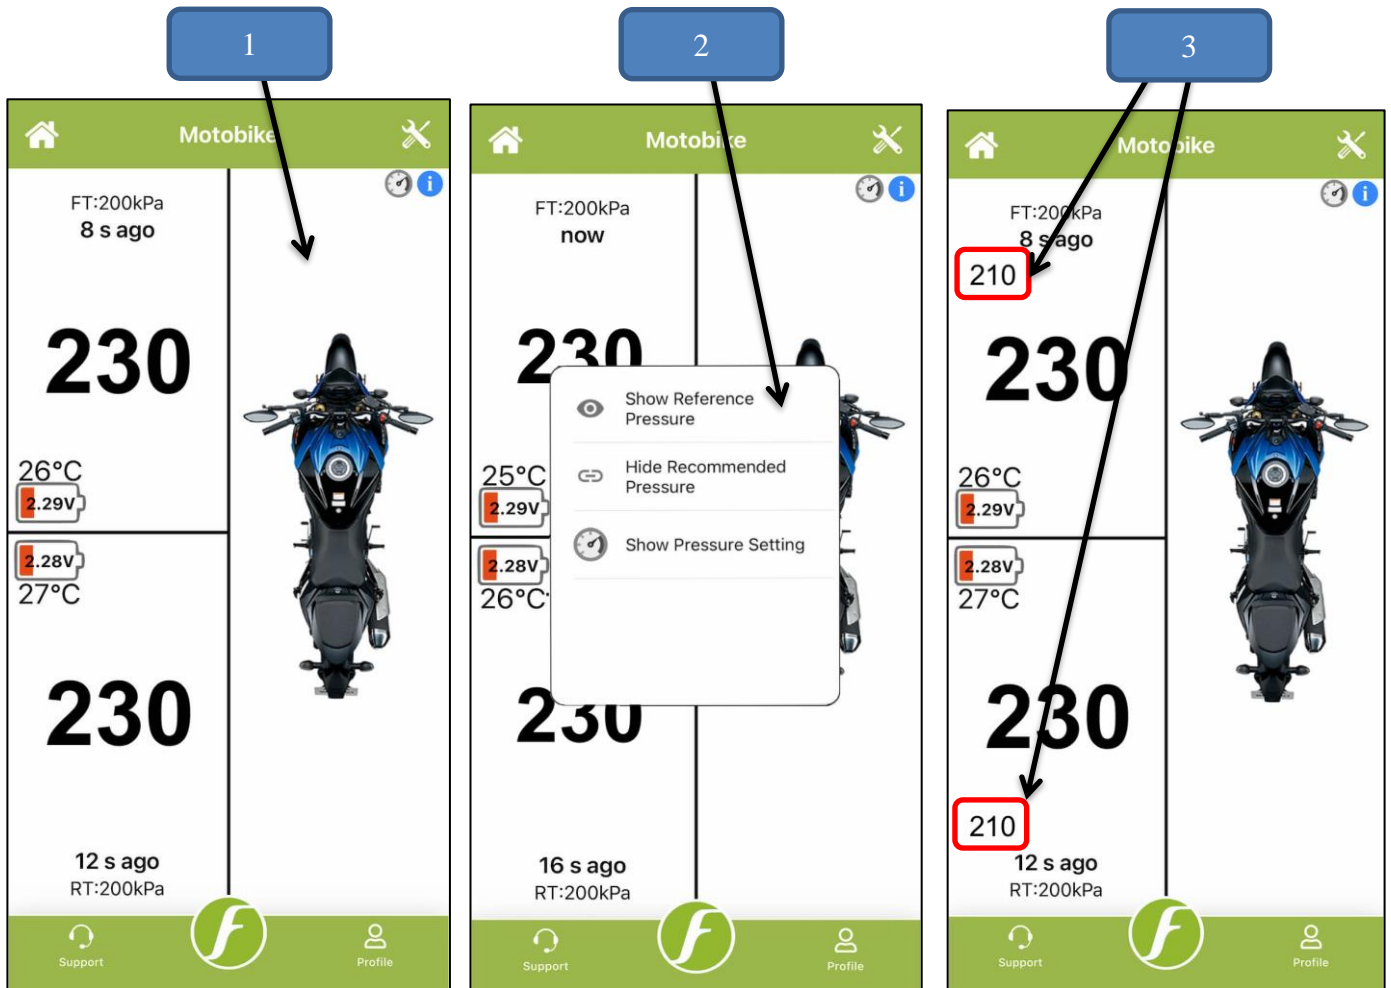 1
2
3
Motobike
FT:200kPa
8 s ago
230
26°C
2.29V
2.28V
27°C
230
12 s ago
RT:200kPa
Support
Profile
Motobike
FT:200kPa
now
230
Show Reference
Pressure
Hide Recommended
Pressure
Show Pressure Setting
25°C
2.29V
2.28V
26°C
230
16 s ago
RT:200kPa
Support
Profile
Motobike
FT:200kPa
8 s ago
210
230
26°C
2.29V
2.28V
27°C
230
210
12 s ago
RT:200kPa
Support
Profile